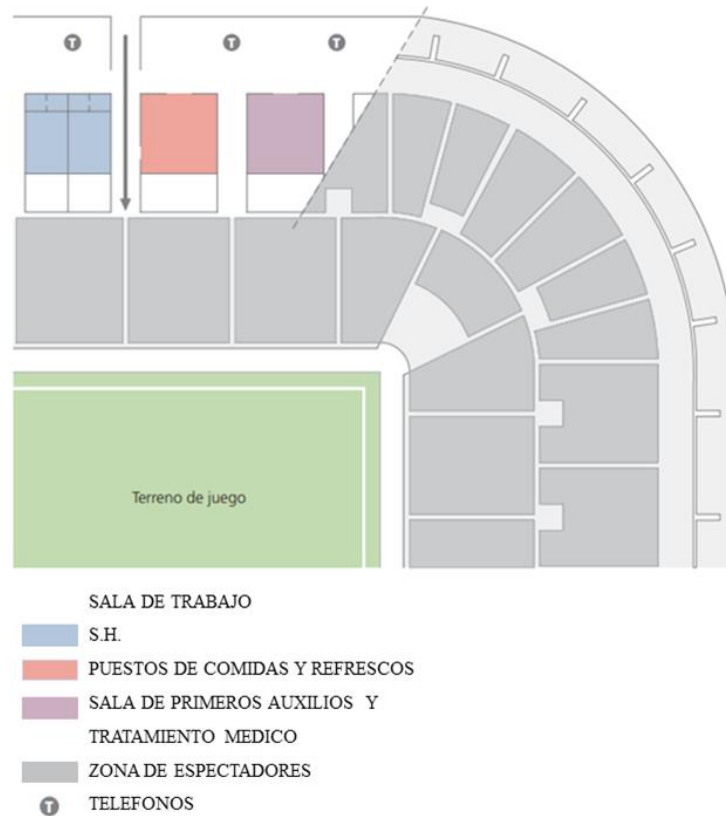 T T T
Terreno de juego
SALA DE TRABAJO
S.H.
PUESTOS DE COMIDAS Y REFRESCOS
SALA DE PRIMEROS AUXILIOS Y
TRATAMIENTO MEDICO
ZONA DE ESPECTADORES
T TELEFONOS